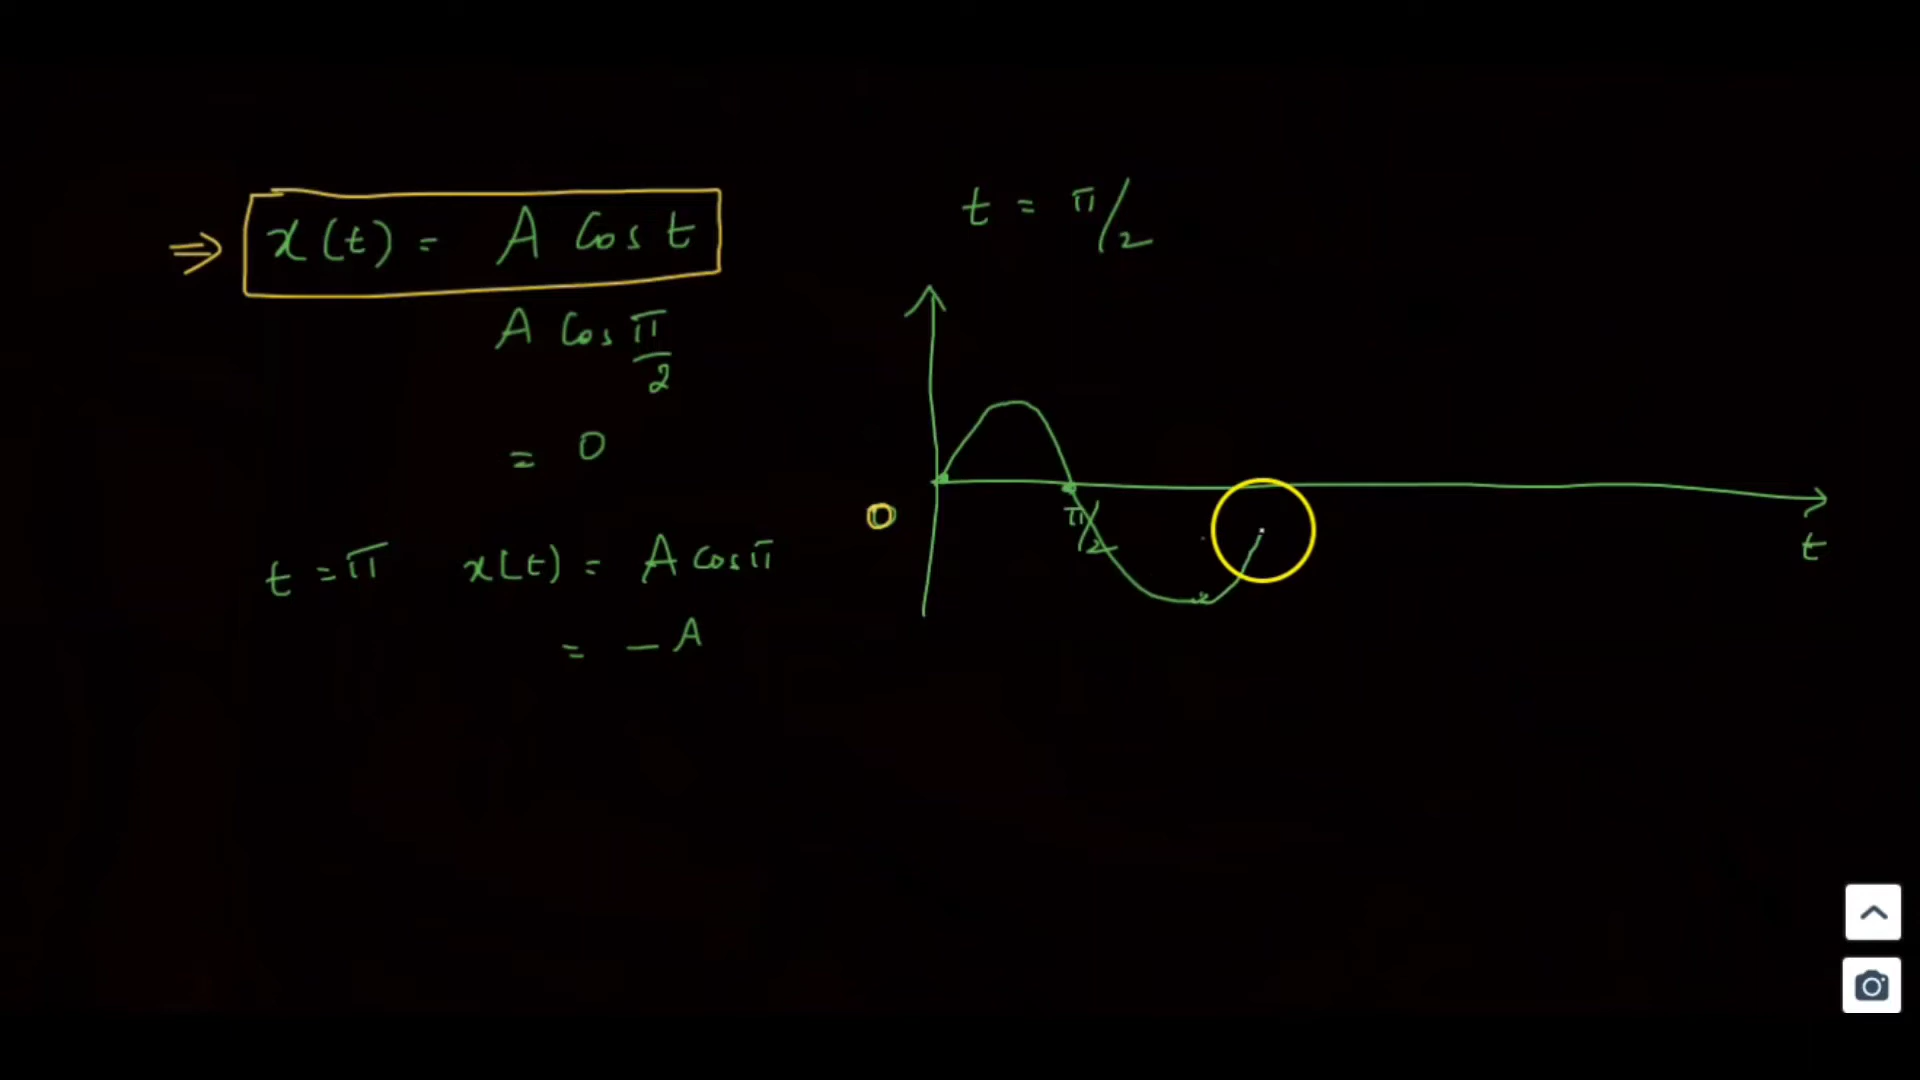 ⇒ x(t) = A Cos t
A Cos π/2
= 0
t = π x(t) = A Cos π
= - A
t = π/2
0
π/2
t